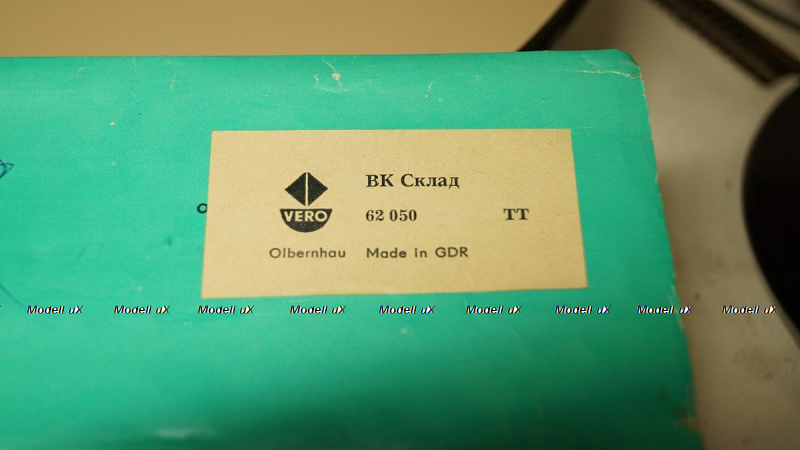 ВК Склад
VERO
62 050 TT
Olbernhau Made in GDR
Modell uX Modell uX Modell uX Modell uX Modell uX Modell uX Modell uX Modell uX Modell uX